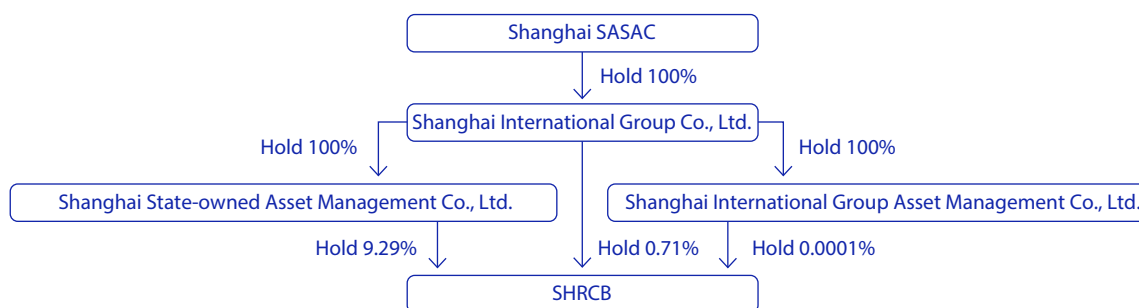 Shanghai SASAC
Hold 100%
Shanghai International Group Co., Ltd.
Hold 100%
Hold 100%
Shanghai State-owned Asset Management Co., Ltd.
Shanghai International Group Asset Management Co., Ltd.
Hold 9.29%
Hold 0.71%
Hold 0.0001%
SHRCB